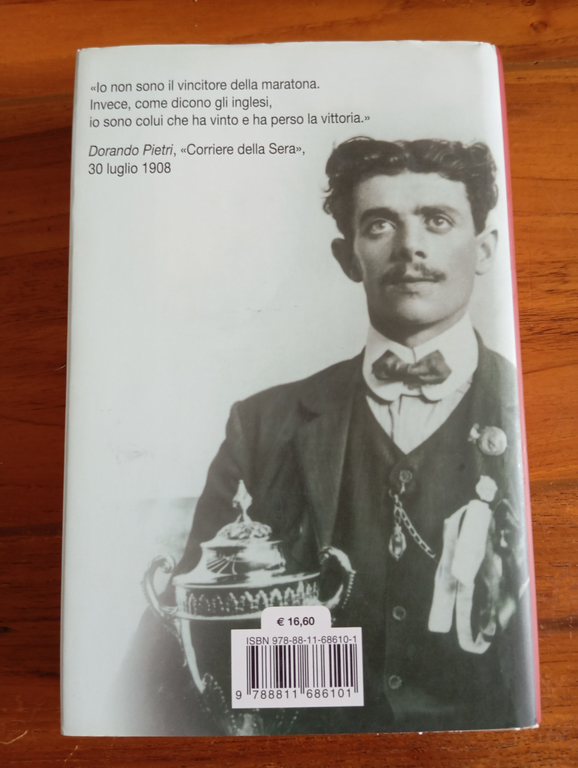 «Io non sono il vincitore della maratona.
Invece, come dicono gli inglesi,
io sono colui che ha vinto e ha perso la vittoria.»
Dorando Pietri, «Corriere della Sera»,
30 luglio 1908
€ 16,60
ISBN 978-88-11-68610-1
9 788811 686101